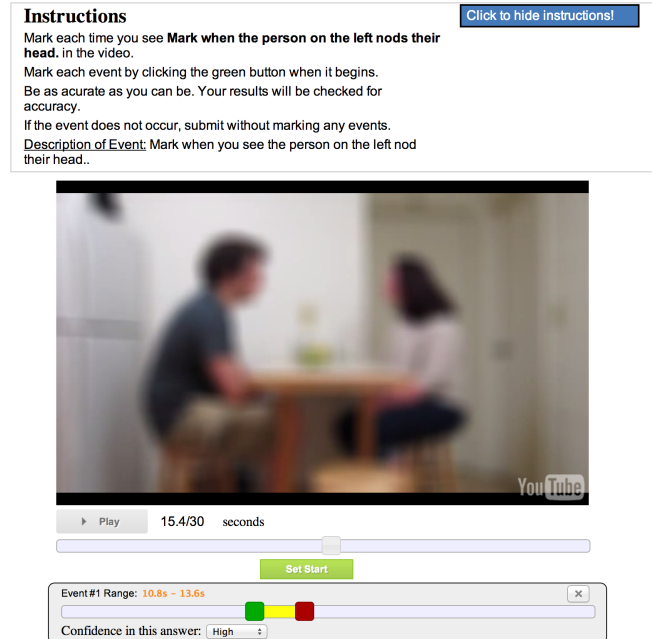 Instructions
Click to hide instructions!
Mark each time you see Mark when the person on the left nods their
head. in the video.
Mark each event by clicking the green button when it begins.
Be as acurate as you can be. Your results will be checked for
accuracy.
If the event does not occur, submit without marking any events.
Description of Event: Mark when you see the person on the left nod
their head..
YouTube
Play
15.4/30 seconds
Set Start
Event #1 Range: 10.8s – 13.6s
×
Confidence in this answer: High